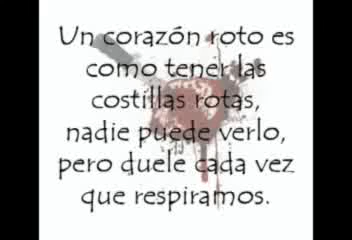 Un corazón roto es
como tener las
costillas rotas,
nadie puede verlo,
pero duele cada vez
que respiramos.